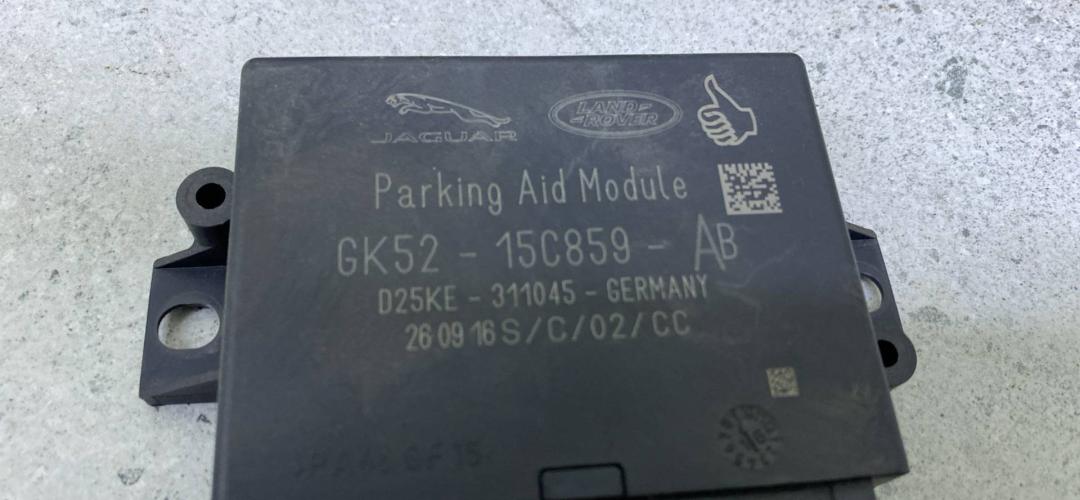 JAGUAR
LAND-
-ROVER
Parking Aid Module
GK52 - 15C859 - AB
D25KE - 311045 - GERMANY
26 09 16 S/C/02/CC